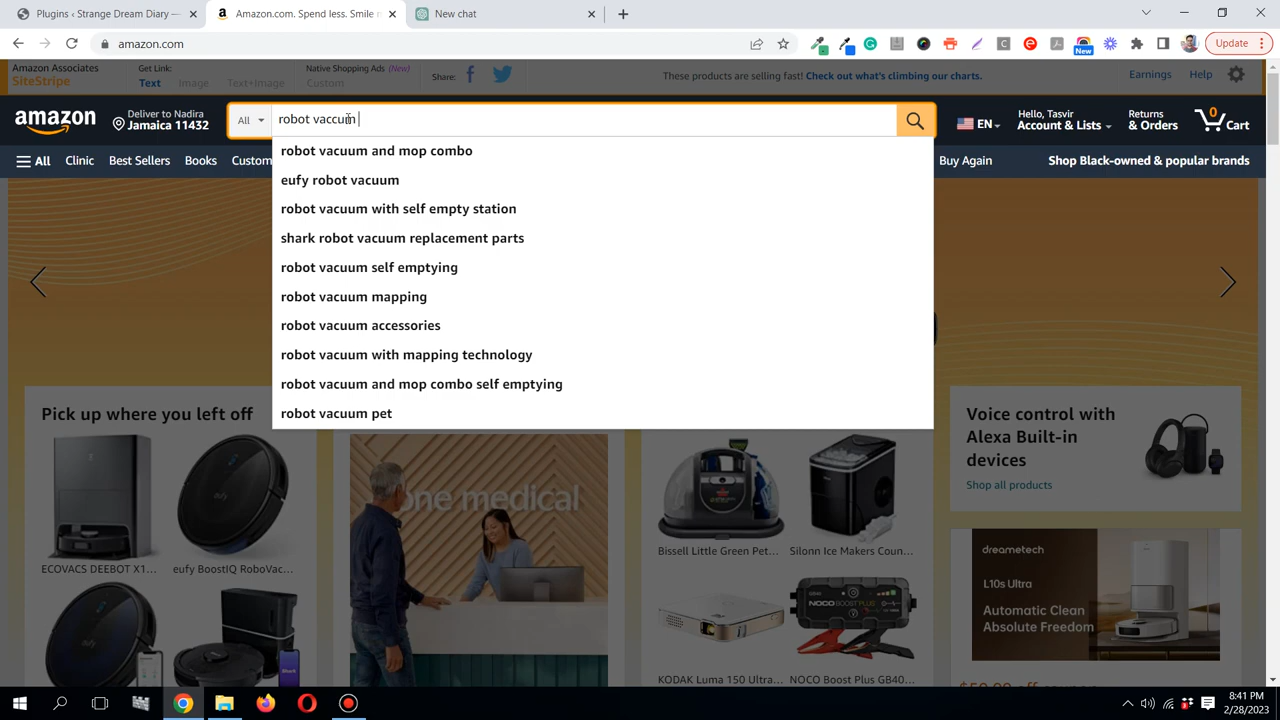 Plugins ‹ Strange Dream Diary —
Amazon.com. Spend less. Smile m
New chat
amazon.com
New
Update
Amazon Associates
SiteStripe
Get Link:
Text
Image
Text+Image
Native Shopping Ads (New)
Custom
Share:
These products are selling fast! Check out what's climbing our charts.
Earnings
Help
amazon
Deliver to Nadira
Jamaica 11432
All
robot vaccum
EN
Hello, Tasvir
Account & Lists
Returns
& Orders
0
Cart
All
Clinic
Best Sellers
Books
Custom
Buy Again
Shop Black-owned & popular brands
robot vacuum and mop combo
eufy robot vacuum
robot vacuum with self empty station
shark robot vacuum replacement parts
robot vacuum self emptying
robot vacuum mapping
robot vacuum accessories
robot vacuum with mapping technology
robot vacuum and mop combo self emptying
robot vacuum pet
Pick up where you left off
ECOVACS DEEBOT X1...
eufy BoostIQ RoboVac...
eufy
one medical
Bissell Little Green Pet...
Silonn Ice Makers Coun...
KODAK Luma 150 Ultra...
NOCO Boost Plus GB40...
Voice control with
Alexa Built-in
devices
Shop all products
dreametech
L10s Ultra
Automatic Clean
Absolute Freedom
8:41 PM
2/28/2023